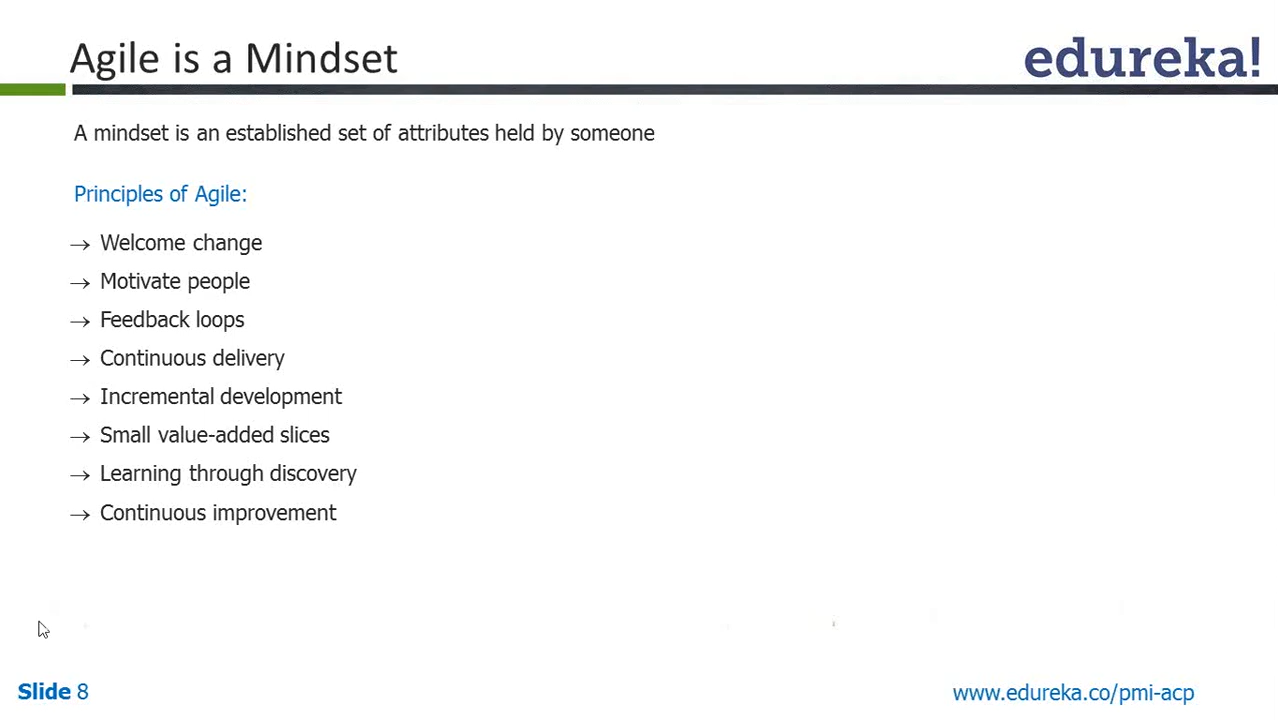 Agile is a Mindset
edureka!
A mindset is an established set of attributes held by someone
Principles of Agile:
→ Welcome change
→ Motivate people
→ Feedback loops
→ Continuous delivery
→ Incremental development
→ Small value-added slices
→ Learning through discovery
→ Continuous improvement
Slide 8
www.edureka.co/pmi-acp